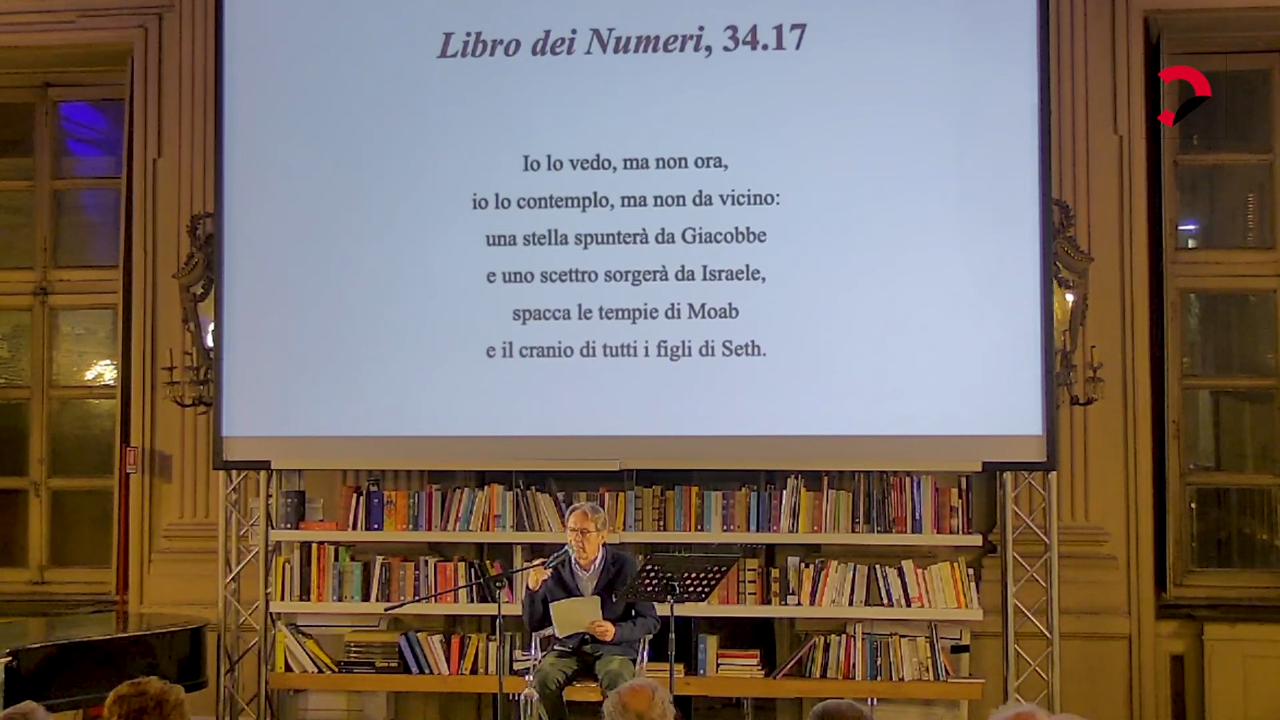 Libro dei Numeri, 34.17
Io lo vedo, ma non ora,
io lo contemplo, ma non da vicino:
una stella spunterà da Giacobbe
e uno scettro sorgerà da Israele,
spacca le tempie di Moab
e il cranio di tutti i figli di Seth.